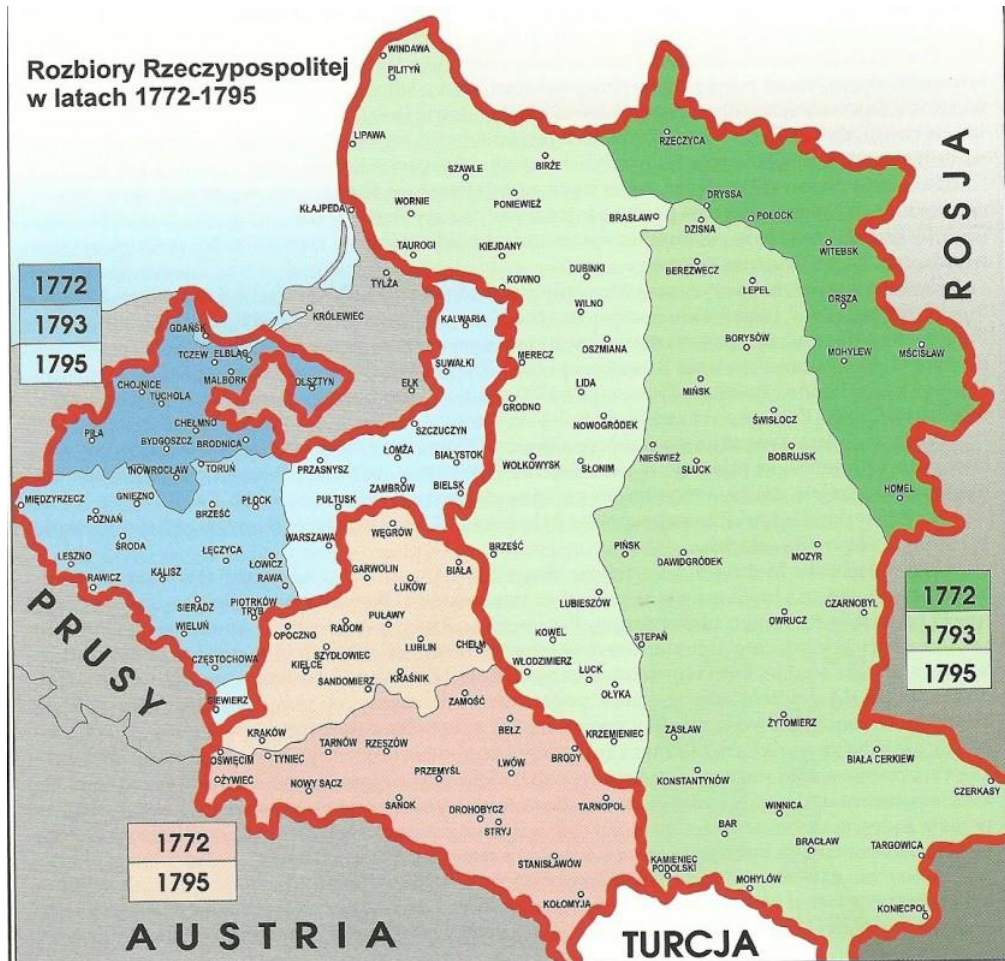 Rozbiory Rzeczypospolitej
w latach 1772-1795
WINDAWA
PILITYŃ
LIPAWA
SZAWLE
BIRŻE
RZECZYCA
WORNIE
PONIEWIEŻ
BRASŁAW
DRYSSA
DZISNA
POŁOCK
KŁAJPEDA
TAUROGI
KIEJDANY
WITEBSK
TYLŻA
KOWNO
DUBINKI
BEREZWECZ
LEPEL
ORSZA
ROSJA
1772
1793
1795
KRÓLEWIEC
KALWARIA
WILNO
GDAŃSK
TCZEW
ELBLĄG
MALBORK
SUWAŁKI
MERECZ
OSZMIANA
BORYSÓW
MOHYLEW
MŚCISŁAW
CHOJNICE
TUCHOLA
OLSZTYN
EŁK
LIDA
MIŃSK
GRODNO
NOWOGRÓDEK
ŚWISŁOCZ
PIŁA
CHEŁMNO
BYDGOSZCZ
BRODNICA
SZCZUCZYN
ŁOMŻA
BIAŁYSTOK
WOŁKOWYSK
SŁONIM
NIEŚWIEŻ
SŁUCK
BOBRUJSK
INOWROCŁAW
TORUŃ
PRZASNYSZ
ZAMBRÓW
BIELSK
HOMEL
MIĘDZYRZECZ
GNIEZNO
POZNAŃ
BRZEŚĆ
PŁOCK
PUŁTUSK
ŚRODA
WARSZAWA
WĘGRÓW
LESZNO
ŁĘCZYCA
ŁOWICZ
BRZEŚĆ
PIŃSK
DAWIDGRÓDEK
MOZYR
RAWICZ
KALISZ
RAWA
GARWOLIN
ŁUKÓW
BIAŁA
LUBIESZÓW
CZARNOBYL
SIERADZ
PIOTRKÓW
TRYB.
PUŁAWY
OWRUCZ
WIELUŃ
OPOCZNO
RADOM
LUBLIN
CHEŁM
KOWEL
STEPAŃ
SZYDŁOWIEC
KIELCE
WŁODZIMIERZ
CZĘSTOCHOWA
SANDOMIERZ
KRAŚNIK
ŁUCK
OŁYKA
1772
1793
1795
PRUSY
SIEWIERZ
ZAMOŚĆ
BEŁZ
KRZEMIENIEC
ZASŁAW
ŻYTOMIERZ
KRAKÓW
OŚWIĘCIM
TYNIEC
TARNÓW
RZESZÓW
LWÓW
BRODY
BIAŁA CERKIEW
ŻYWIEC
NOWY SĄCZ
PRZEMYŚL
KONSTANTYNÓW
CZERKASY
SAŃOK
DROHOBYCZ
STRYJ
TARNOPOL
WINNICA
BAR
BRACŁAW
TARGOWICA
1772
1795
STANISŁAWÓW
KAMIENIEC
PODOLSKI
MOHYLÓW
KOŁOMYJA
KONIECPOL
AUSTRIA
TURCJA